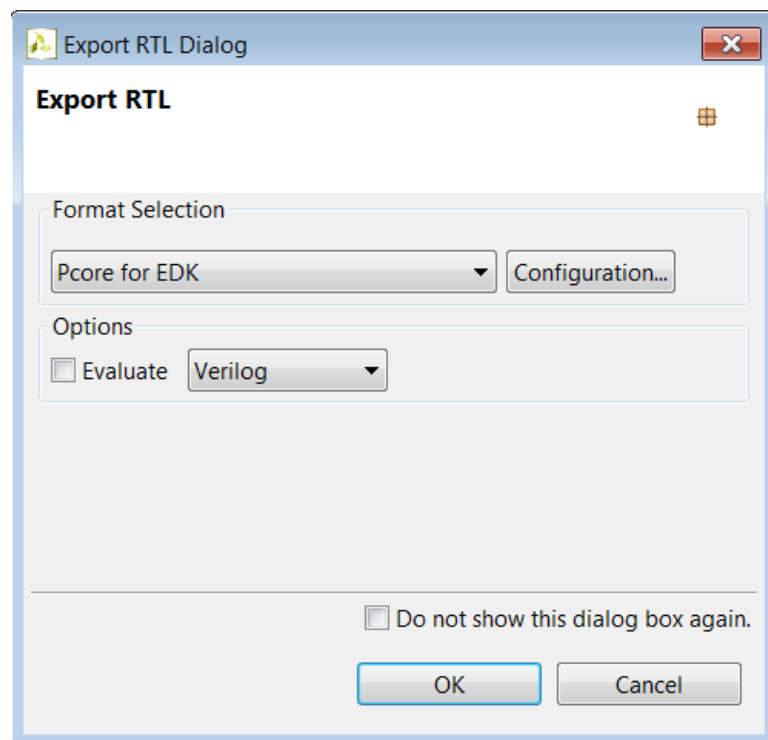 Export RTL Dialog
Export RTL
Format Selection
Pcore for EDK
Configuration...
Options
Evaluate
Verilog
Do not show this dialog box again.
OK
Cancel